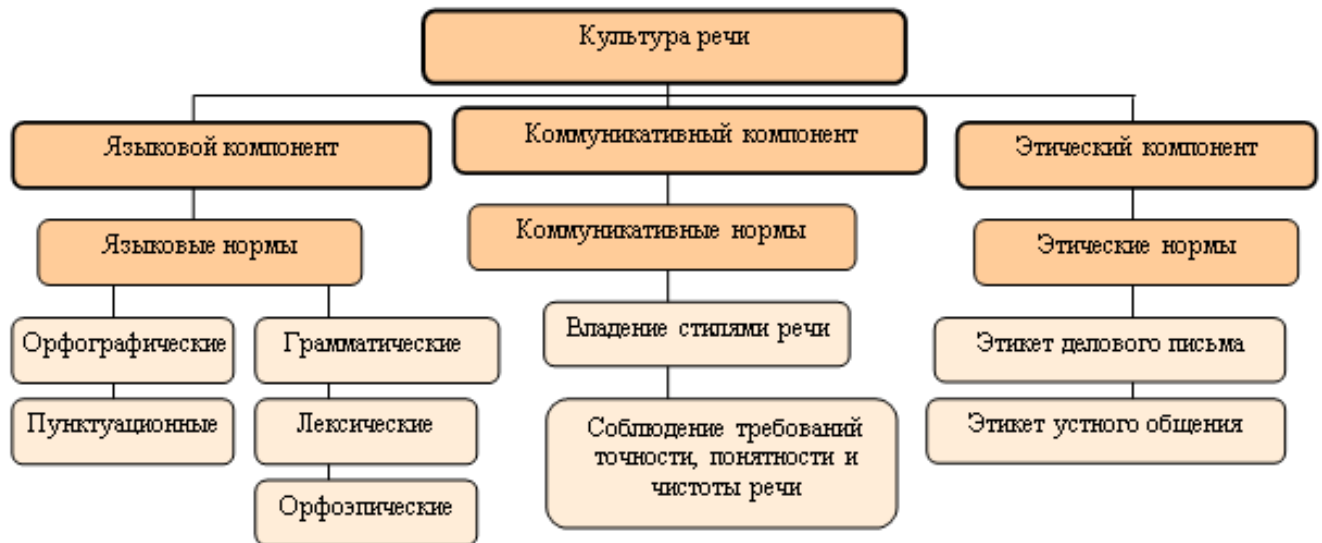 Культура речи
Языковой компонент
Коммуникативный компонент
Этический компонент
Языковые нормы
Коммуникативные нормы
Этические нормы
Орфографические
Грамматические
Владение стилями речи
Этикет делового письма
Пунктуационные
Лексические
Соблюдение требований
точности, понятности и
чистоты речи
Этикет устного общения
Орфоэпические